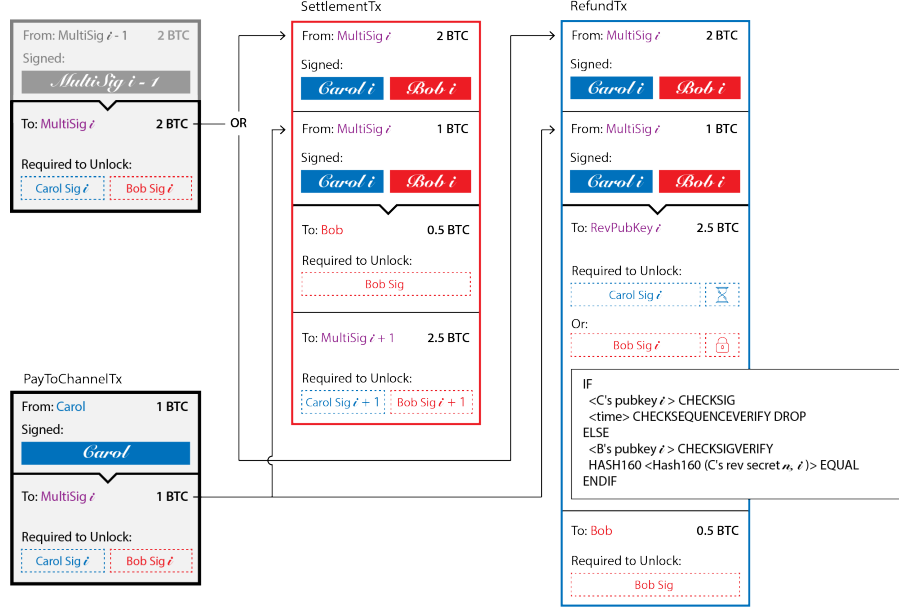 SettlementTx
RefundTx
From: MultiSig i - 1 2 BTC
Signed:
MultiSig i - 1
To: MultiSig i 2 BTC
Required to Unlock:
Carol Sig i Bob Sig i
OR
From: MultiSig i 2 BTC
Signed:
Carol i Bob i
From: MultiSig i 1 BTC
Signed:
Carol i Bob i
To: Bob 0.5 BTC
Required to Unlock:
Bob Sig
To: MultiSig i + 1 2.5 BTC
Required to Unlock:
Carol Sig i + 1 Bob Sig i + 1
From: MultiSig i 2 BTC
Signed:
Carol i Bob i
From: MultiSig i 1 BTC
Signed:
Carol i Bob i
To: RevPubKey i 2.5 BTC
Required to Unlock:
Carol Sig i
Or:
Bob Sig i
IF
<C's pubkey i > CHECKSIG
<time> CHECKSEQUENCEVERIFY DROP
ELSE
<B's pubkey i > CHECKSIGVERIFY
HASH160 <Hash160 (C's rev secret n, i )> EQUAL
ENDIF
To: Bob 0.5 BTC
Required to Unlock:
Bob Sig
PayToChannelTx
From: Carol 1 BTC
Signed:
Carol
To: MultiSig i 1 BTC
Required to Unlock:
Carol Sig i Bob Sig i